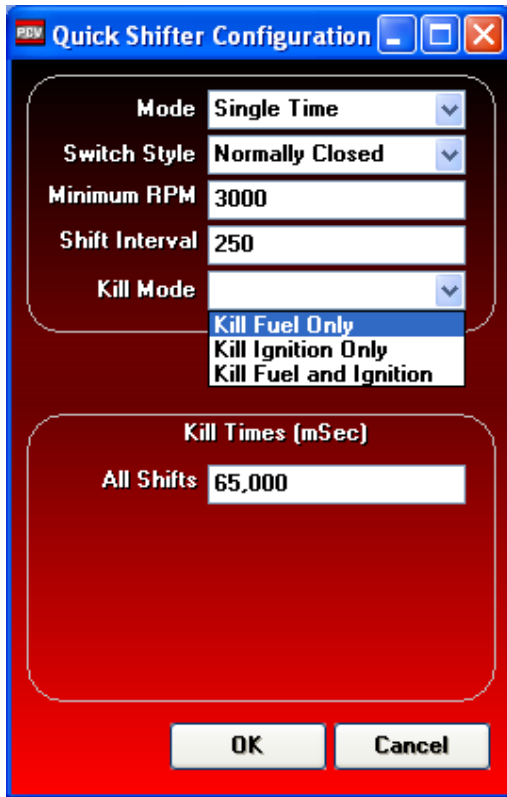 PCV Quick Shifter Configuration
Mode Single Time
Switch Style Normally Closed
Minimum RPM 3000
Shift Interval 250
Kill Mode
Kill Fuel Only
Kill Ignition Only
Kill Fuel and Ignition
Kill Times (mSec)
All Shifts 65,000
OK Cancel